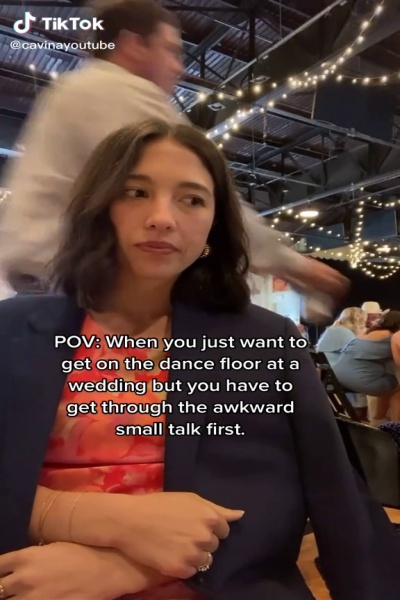 TikTok
@cavinayoutube
POV: When you just want to
get on the dance floor at a
wedding but you have to
get through the awkward
small talk first.